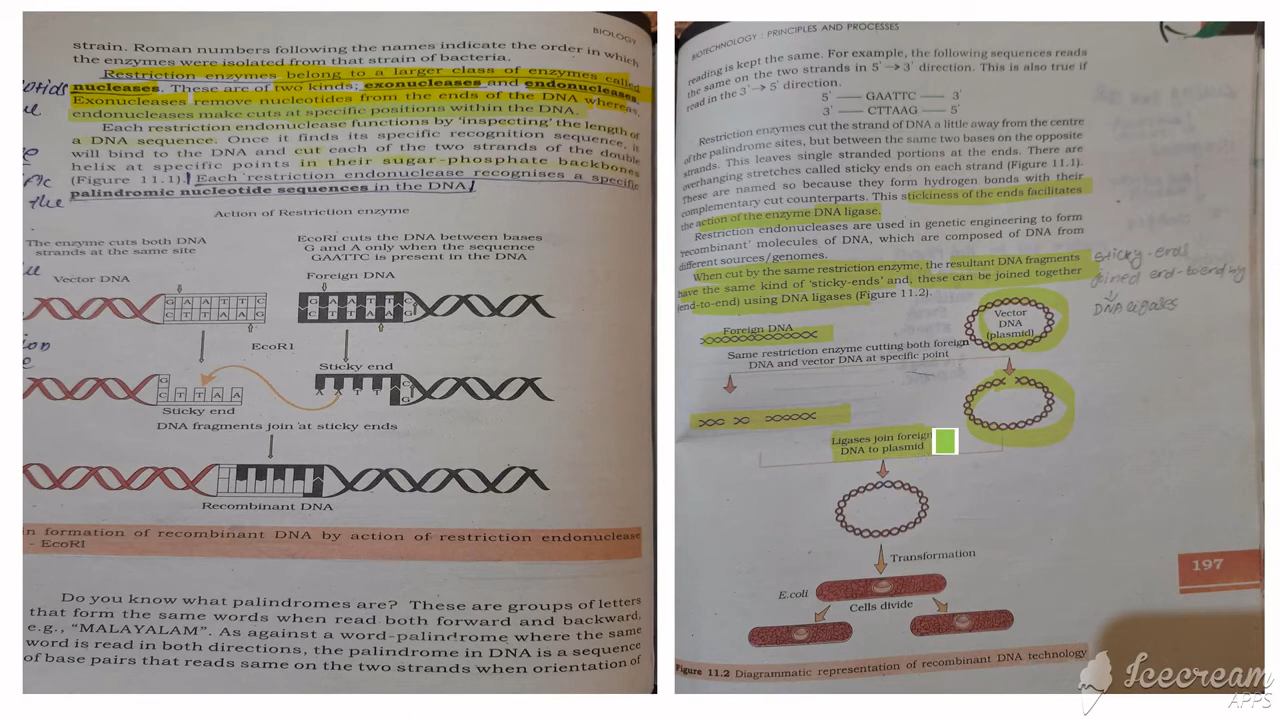 BIOLOGY
strain. Roman numbers following the names indicate the order in which
the enzymes were isolated from that strain of bacteria.
Restriction enzymes belong to a larger class of enzymes called
nucleases. These are of two kinds; exonucleases and endonucleases.
Exonucleases remove nucleotides from the ends of the DNA whereas,
endonucleases make cuts at specific positions within the DNA.
Each restriction endonuclease functions by 'inspecting' the length of
a DNA sequence. Once it finds its specific recognition sequence, it
will bind to the DNA and cut each of the two strands of the double
helix at specific points in their sugar-phosphate backbones
(Figure 11.1). Each restriction endonuclease recognises a specific
palindromic nucleotide sequences in the DNA.
the
Action of Restriction enzyme
The enzyme cuts both DNA
strands at the same site
EcoRI cuts the DNA between bases
G and A only when the sequence
GAATTC is present in the DNA
Vector DNA
Foreign DNA
G A A T T C
C T T A A G
G A A T T C
C T T A A G
EcoR1
Sticky end
G
C T T A A
A A T T C
G
Sticky end
DNA fragments join at sticky ends
Recombinant DNA
in formation of recombinant DNA by action of restriction endonuclease
- EcoR1
Do you know what palindromes are? These are groups of letters
that form the same words when read both forward and backward,
e.g., "MALAYALAM". As against a word-palindrome where the same
word is read in both directions, the palindrome in DNA is a sequence
of base pairs that reads same on the two strands when orientation of
BIOTECHNOLOGY : PRINCIPLES AND PROCESSES
reading is kept the same. For example, the following sequences reads
the same on the two strands in 5' → 3' direction. This is also true if
read in the 3' → 5' direction.
5' — GAATTC — 3'
3' — CTTAAG — 5'
Restriction enzymes cut the strand of DNA a little away from the centre
of the palindrome sites, but between the same two bases on the opposite
strands. This leaves single stranded portions at the ends. There are
overhanging stretches called sticky ends on each strand (Figure 11.1).
These are named so because they form hydrogen bonds with their
complementary cut counterparts. This stickiness of the ends facilitates
the action of the enzyme DNA ligase.
Restriction endonucleases are used in genetic engineering to form
'recombinant' molecules of DNA, which are composed of DNA from
different sources/genomes.
When cut by the same restriction enzyme, the resultant DNA fragments
have the same kind of 'sticky-ends' and, these can be joined together
(end-to-end) using DNA ligases (Figure 11.2).
sticky-ends
joined end-to-end by
DNA ligases
Foreign DNA
Vector
DNA
(plasmid)
Same restriction enzyme cutting both foreign
DNA and vector DNA at specific point
Ligases join foreign
DNA to plasmid
Transformation
E.coli
Cells divide
197
Figure 11.2 Diagrammatic representation of recombinant DNA technology
Icecream
APPS